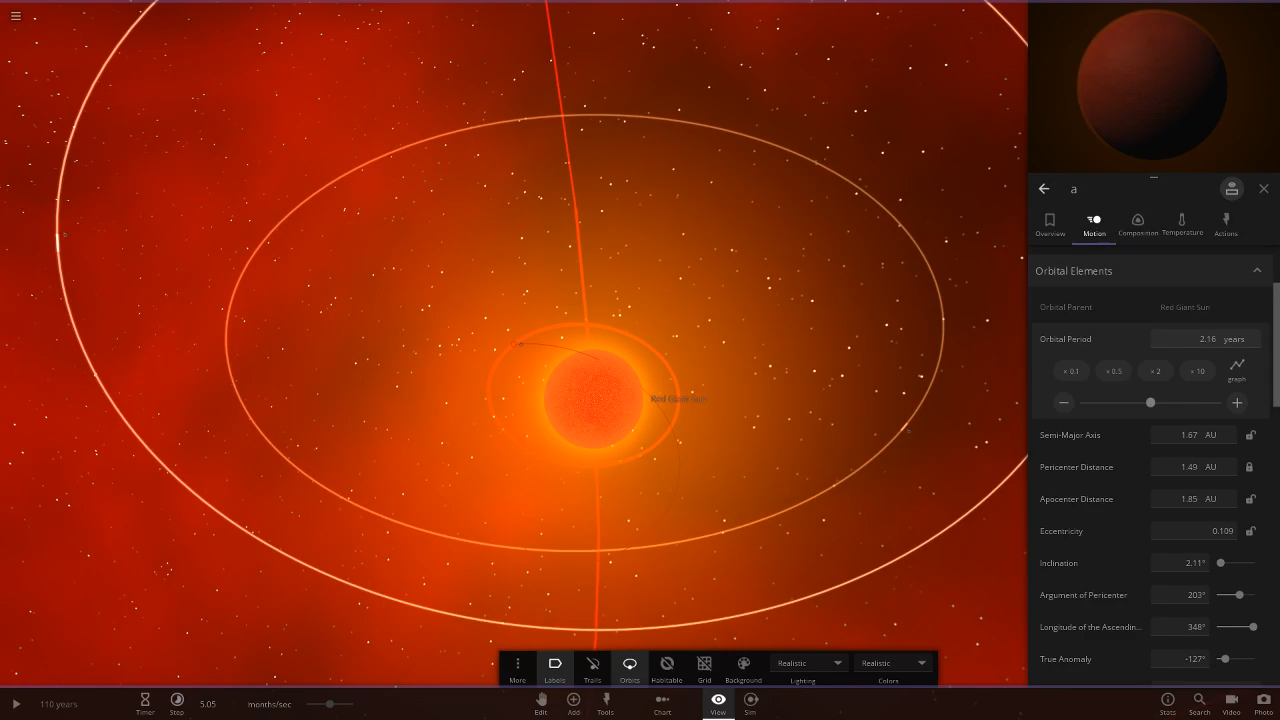 a
Overview Motion Composition Temperature Actions
Orbital Elements
Orbital Parent Red Giant Sun
Orbital Period 2.16 years
× 0.1 × 0.5 × 2 × 10 graph
Red Giant Sun
Semi-Major Axis 1.67 AU
Pericenter Distance 1.49 AU
Apocenter Distance 1.85 AU
Eccentricity 0.109
Inclination 2.11°
Argument of Pericenter 203°
Longitude of the Ascendin... 348°
True Anomaly -127°
More Labels Trails Orbits Habitable Grid Background Realistic Lighting Realistic Colors
110 years Timer Step 5.05 months/sec Edit Add Tools Chart View Sim Stats Search Video Photo